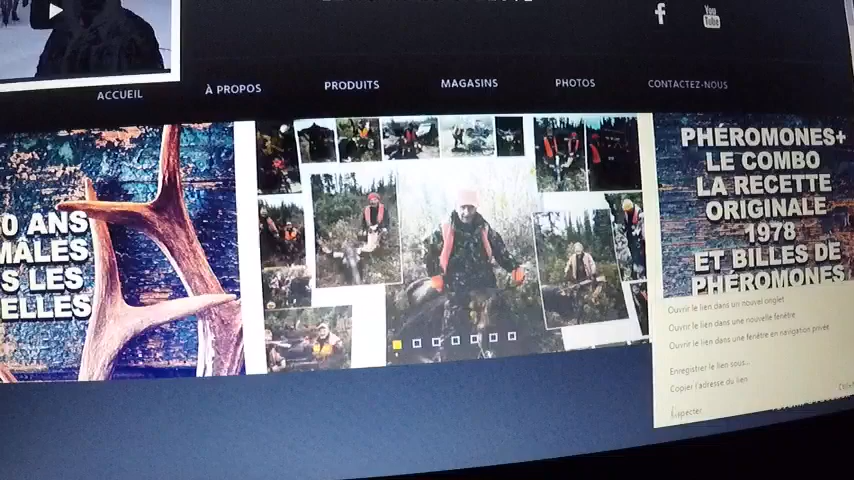 f
You Tube
ACCUEIL
À PROPOS
PRODUITS
MAGASINS
PHOTOS
CONTACTEZ-NOUS
0 ANS
MÂLES
S LES
ELLES
PHÉROMONES+
LE COMBO
LA RECETTE
ORIGINALE
1978
ET BILLES DE
PHÉROMONES
Ouvrir le lien dans un nouvel onglet
Ouvrir le lien dans une nouvelle fenêtre
Ouvrir le lien dans une fenêtre en navigation privée
Enregistrer le lien sous...
Copier l'adresse du lien
Inspecter